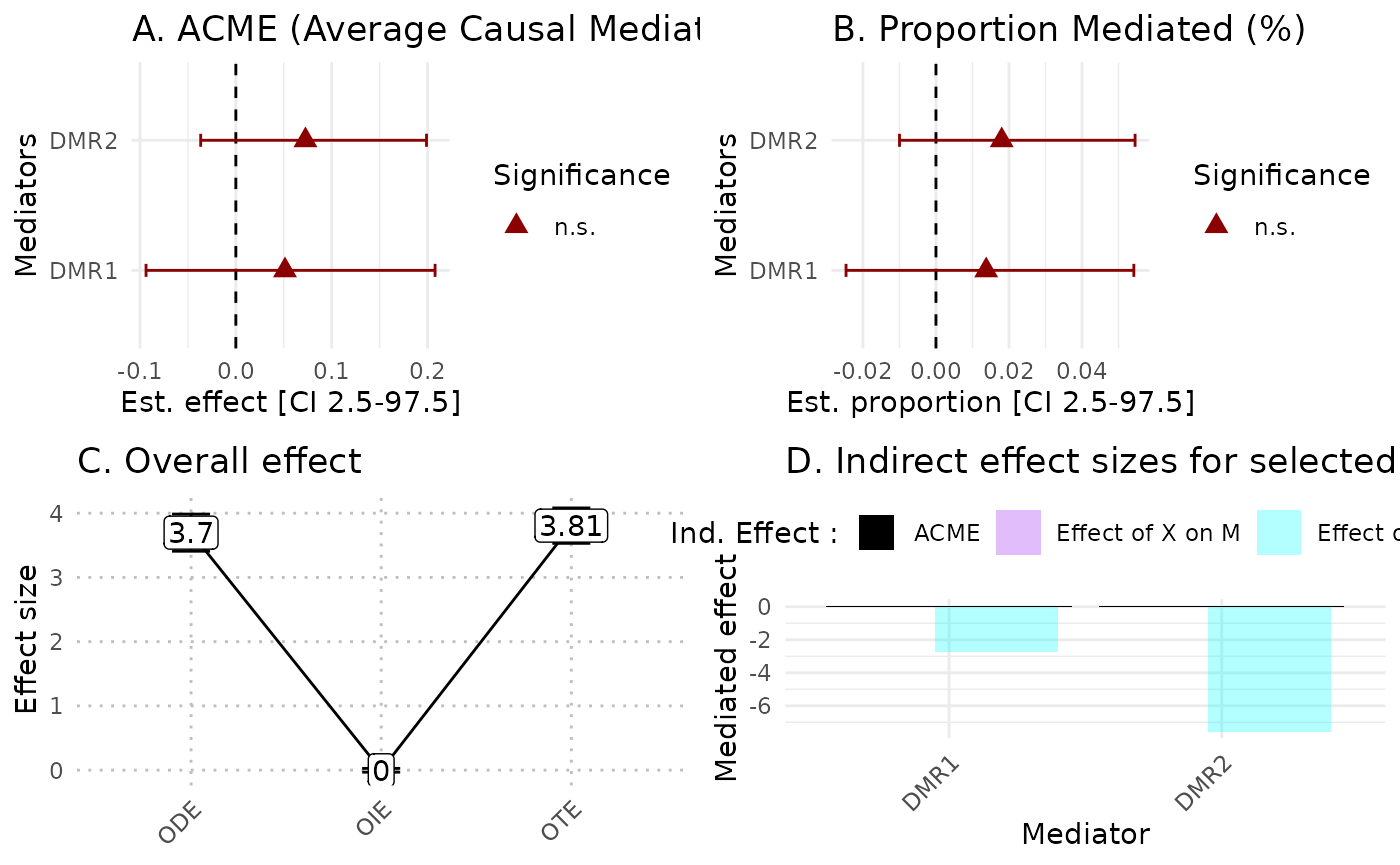 A. ACME (Average Causal Mediat
Mediators
DMR2
DMR1
-0.1 0.0 0.1 0.2
Est. effect [CI 2.5-97.5]
Significance
n.s.
B. Proportion Mediated (%)
Mediators
DMR2
DMR1
-0.02 0.00 0.02 0.04
Est. proportion [CI 2.5-97.5]
Significance
n.s.
C. Overall effect
Effect size
4
3
2
1
0
3.7
0
3.81
ODE OIE OTE
D. Indirect effect sizes for selected
Ind. Effect : ACME Effect of X on M Effect o
Mediated effect
0
-2
-4
-6
DMR1 DMR2
Mediator